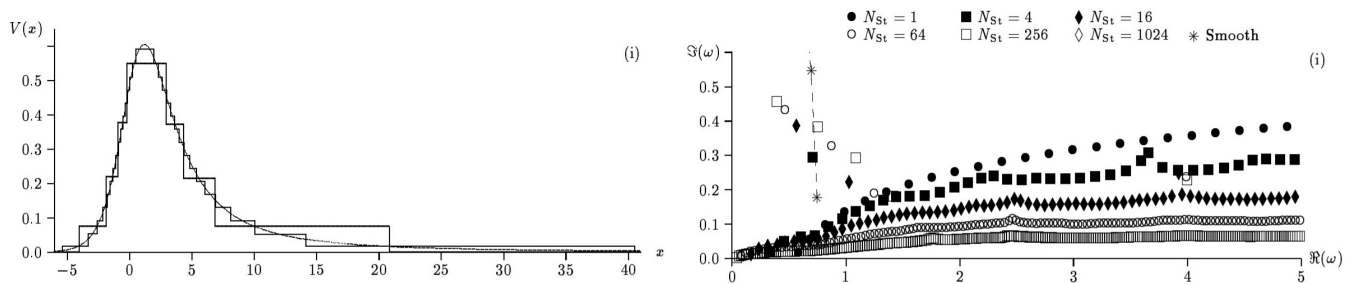 V(x)
(i)
0.6
0.5
0.4
0.3
0.2
0.1
0.0
−5 0 5 10 15 20 25 30 35 40 x
● N_St = 1 ■ N_St = 4 ♦ N_St = 16
○ N_St = 64 □ N_St = 256 ◊ N_St = 1024 ∗ Smooth
ℑ(ω)
(i)
0.5
0.4
0.3
0.2
0.1
0.0
0 1 2 3 4 5 ℜ(ω)